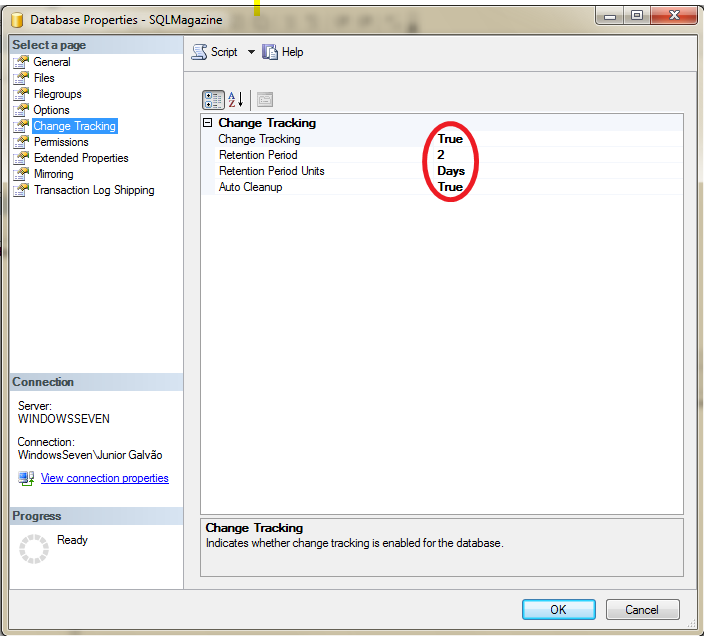 Database Properties - SQLMagazine
Select a page
General
Files
Filegroups
Options
Change Tracking
Permissions
Extended Properties
Mirroring
Transaction Log Shipping
Script Help
Change Tracking
Change Tracking True
Retention Period 2
Retention Period Units Days
Auto Cleanup True
Connection
Server:
WINDOWSSEVEN
Connection:
WindowsSeven\Junior Galvão
View connection properties
Progress
Ready
Change Tracking
Indicates whether change tracking is enabled for the database.
OK Cancel